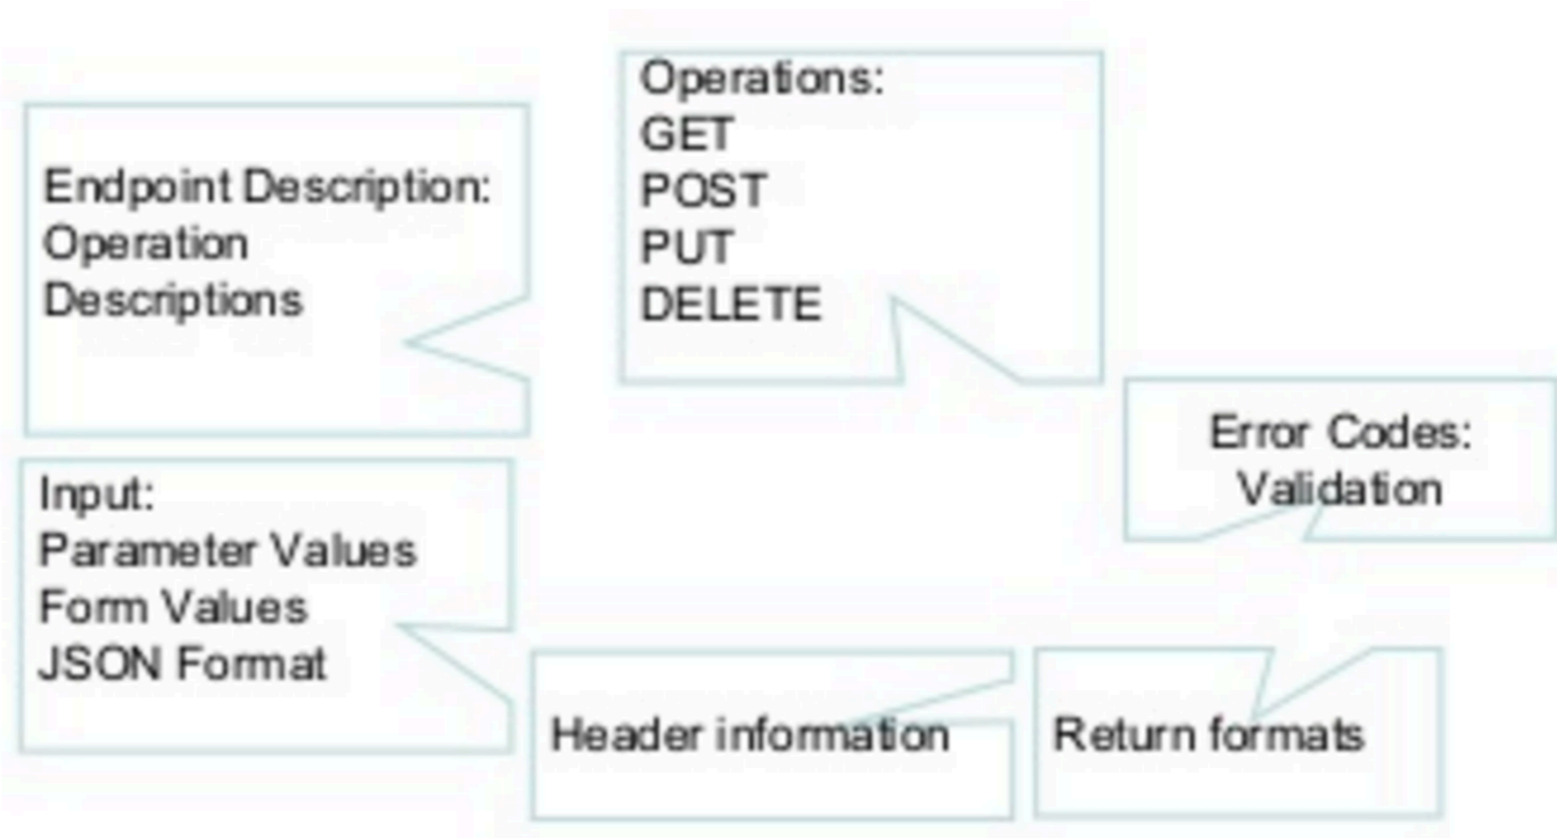 Endpoint Description:
Operation
Descriptions
Operations:
GET
POST
PUT
DELETE
Error Codes:
Validation
Input:
Parameter Values
Form Values
JSON Format
Header information
Return formats